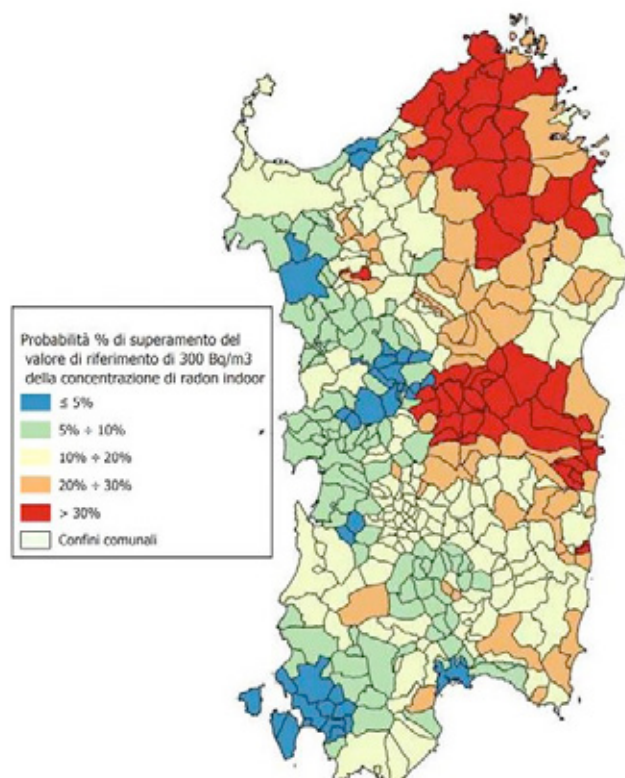 Probabilità % di superamento del
valore di riferimento di 300 Bq/m3
della concentrazione di radon indoor
≤ 5%
5% ÷ 10%
10% ÷ 20%
20% ÷ 30%
> 30%
Confini comunali